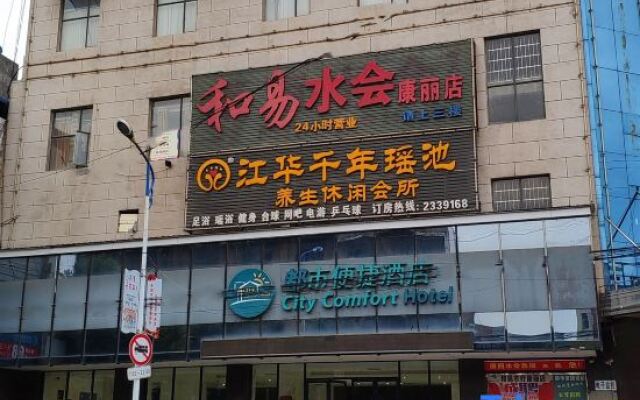 和易水会康丽店
24小时营业
请上三楼
江华千年瑶池
养生休闲会所
足浴 瑶浴 健身 台球 网吧 电游 乒乓球 订房热线: 2339168
都市便捷酒店
City Comfort Hotel